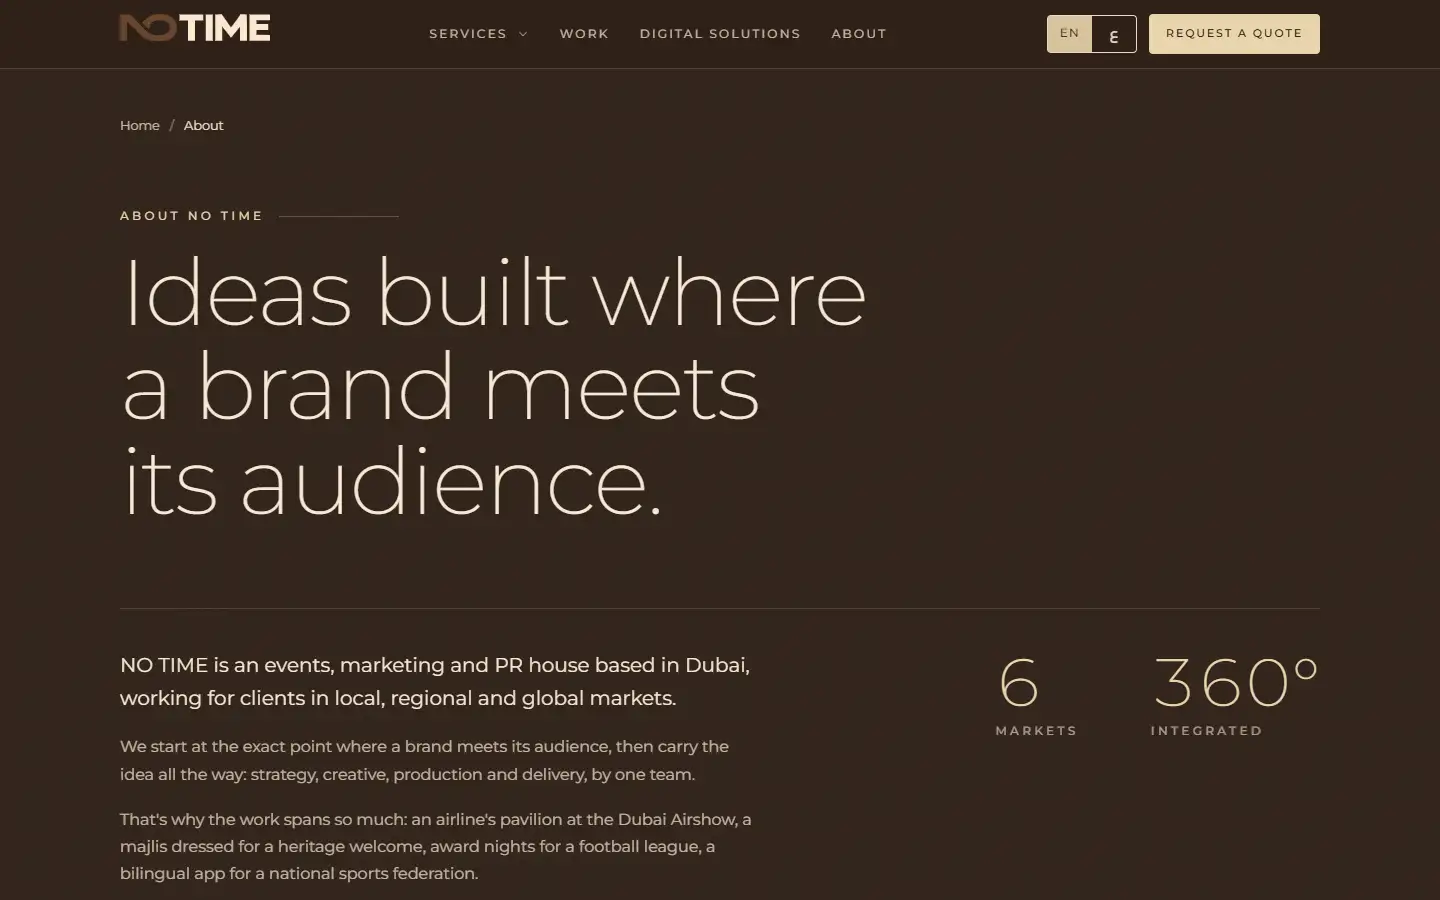 NO TIME
SERVICES
WORK
DIGITAL SOLUTIONS
ABOUT
EN
ع
REQUEST A QUOTE
Home / About
ABOUT NO TIME
Ideas built where
a brand meets
its audience.
NO TIME is an events, marketing and PR house based in Dubai,
working for clients in local, regional and global markets.
We start at the exact point where a brand meets its audience, then carry the
idea all the way: strategy, creative, production and delivery, by one team.
That's why the work spans so much: an airline's pavilion at the Dubai Airshow, a
majlis dressed for a heritage welcome, award nights for a football league, a
bilingual app for a national sports federation.
6
MARKETS
360°
INTEGRATED